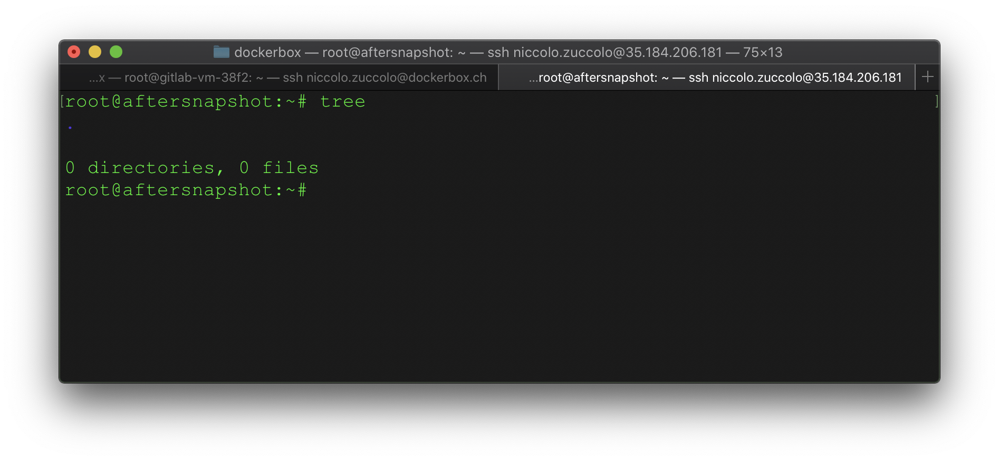 dockerbox — root@aftersnapshot: ~ — ssh niccolo.zuccolo@35.184.206.181 — 75×13
...x — root@gitlab-vm-38f2: ~ — ssh niccolo.zuccolo@dockerbox.ch
...root@aftersnapshot: ~ — ssh niccolo.zuccolo@35.184.206.181
[root@aftersnapshot:~# tree ]
.
0 directories, 0 files
root@aftersnapshot:~#